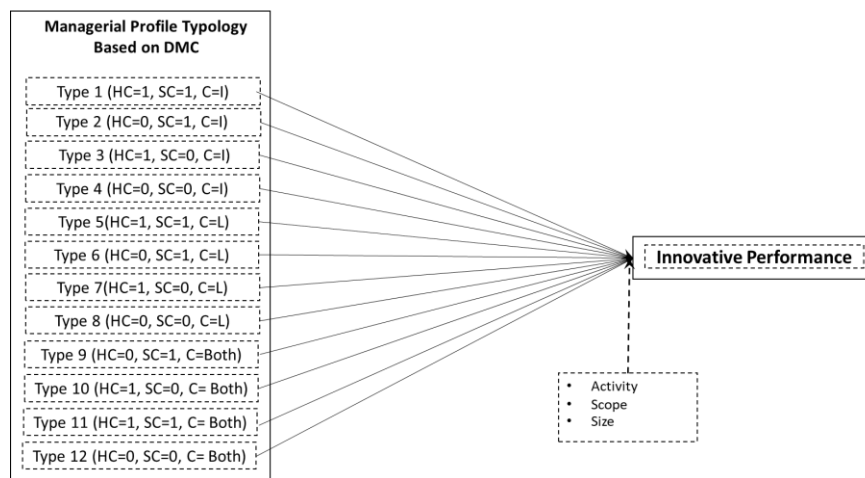 Managerial Profile Typology
Based on DMC
Type 1 (HC=1, SC=1, C=I)
Type 2 (HC=0, SC=1, C=I)
Type 3 (HC=1, SC=0, C=I)
Type 4 (HC=0, SC=0, C=I)
Type 5(HC=1, SC=1, C=L)
Type 6 (HC=0, SC=1, C=L)
Type 7(HC=1, SC=0, C=L)
Type 8 (HC=0, SC=0, C=L)
Type 9 (HC=0, SC=1, C=Both)
Type 10 (HC=1, SC=0, C= Both)
Type 11 (HC=1, SC=1, C= Both)
Type 12 (HC=0, SC=0, C= Both)
Innovative Performance
• Activity
• Scope
• Size